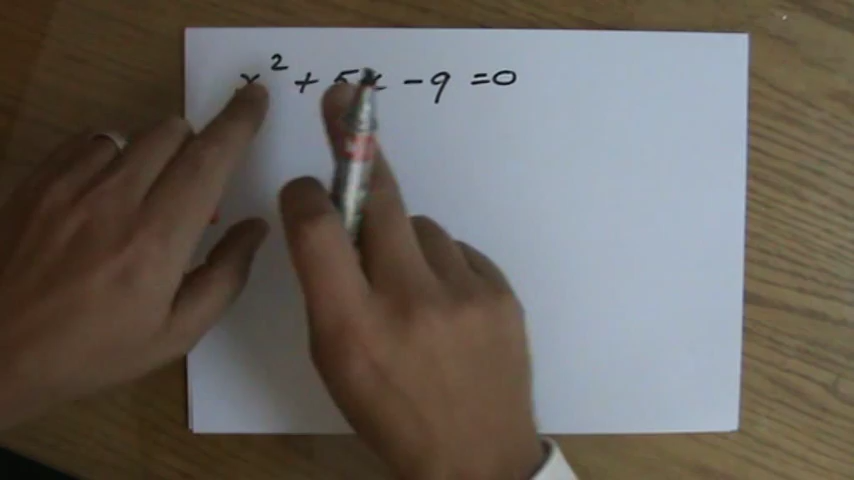 x² + 5x - 9 = 0